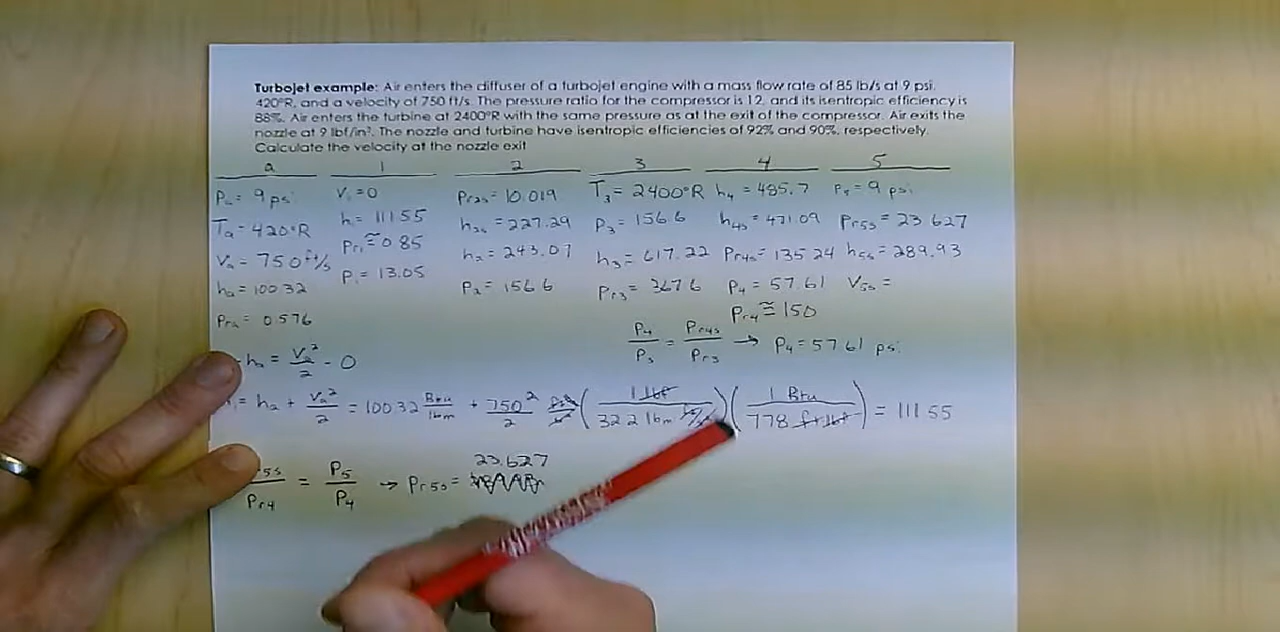 Turbojet example: Air enters the diffuser of a turbojet engine with a mass flow rate of 85 lb/s at 9 psi,
420°R, and a velocity of 750 ft/s. The pressure ratio for the compressor is 12, and its isentropic efficiency is
88%. Air enters the turbine at 2400°R with the same pressure as at the exit of the compressor. Air exits the
nozzle at 9 lbf/in². The nozzle and turbine have isentropic efficiencies of 92% and 90%, respectively.
Calculate the velocity at the nozzle exit
a 1 2 3 4 5
Pₐ = 9 psi V₁ = 0 Pr2s = 10.019 T₃ = 2400°R h₄ = 485.7 P₅ = 9 psi
Tₐ = 420°R h₁ = 111.55 h2s = 227.29 P₃ = 156.6 h4s = 471.09 Pr5s = 23.627
Vₐ = 750 ft/s Pr1 ≅ 0.85 h₂ = 243.07 h₃ = 617.22 Pr4s = 135.24 h5s = 289.93
hₐ = 100.32 P₁ = 13.05 P₂ = 156.6 Pr3 = 367.6 P₄ = 57.61 V5s =
Pra = 0.576 Pr4 ≅ 150
P₄/P₃ = Pr4s/Pr3 → P₄ = 57.61 psi
hₐ = Vₐ²/2 - 0
= hₐ + Vₐ²/2 = 100.32 Btu/lbm + 750²/2 ft²/s² (1 lbf / 32.2 lbm ft/s²) (1 Btu / 778 ft·lbf) = 111.55
5s/Pr4 = P₅/P₄ → Pr5s = 23.627